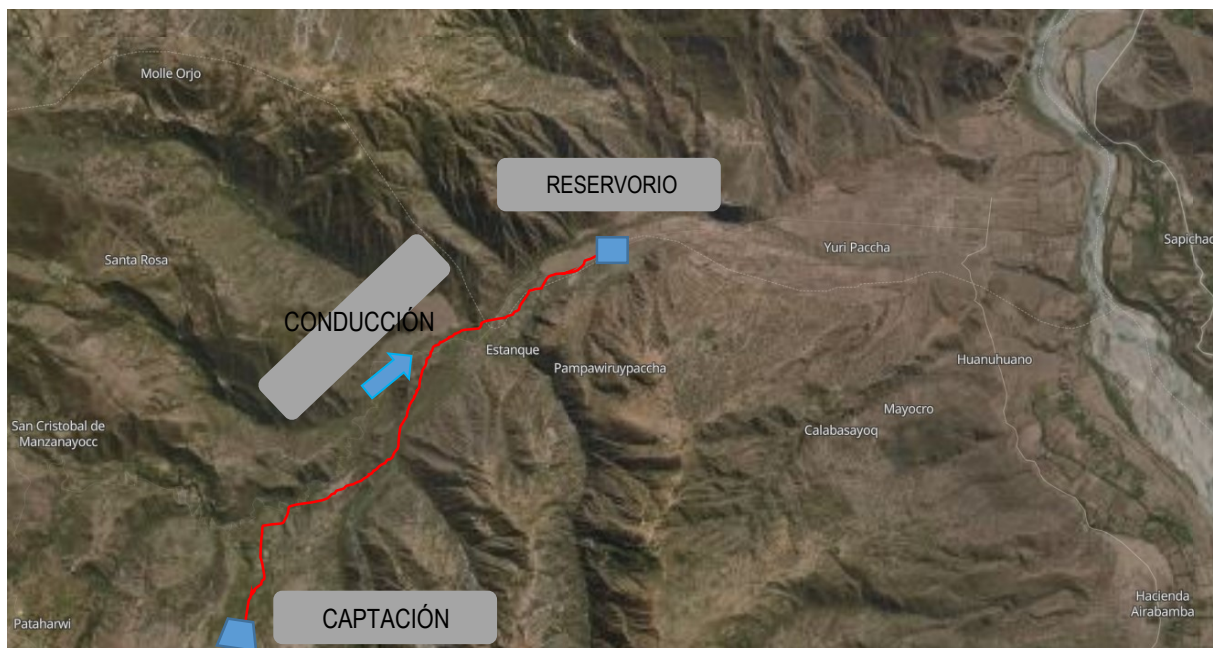 Molle Orjo
RESERVORIO
Yuri Paccha
Sapichac
Santa Rosa
CONDUCCIÓN
Estanque
Pampawiruypaccha
Huanuhuano
Mayocro
Calabasayoq
San Cristobal de
Manzanayocc
Hacienda
Airabamba
CAPTACIÓN
Pataharwi